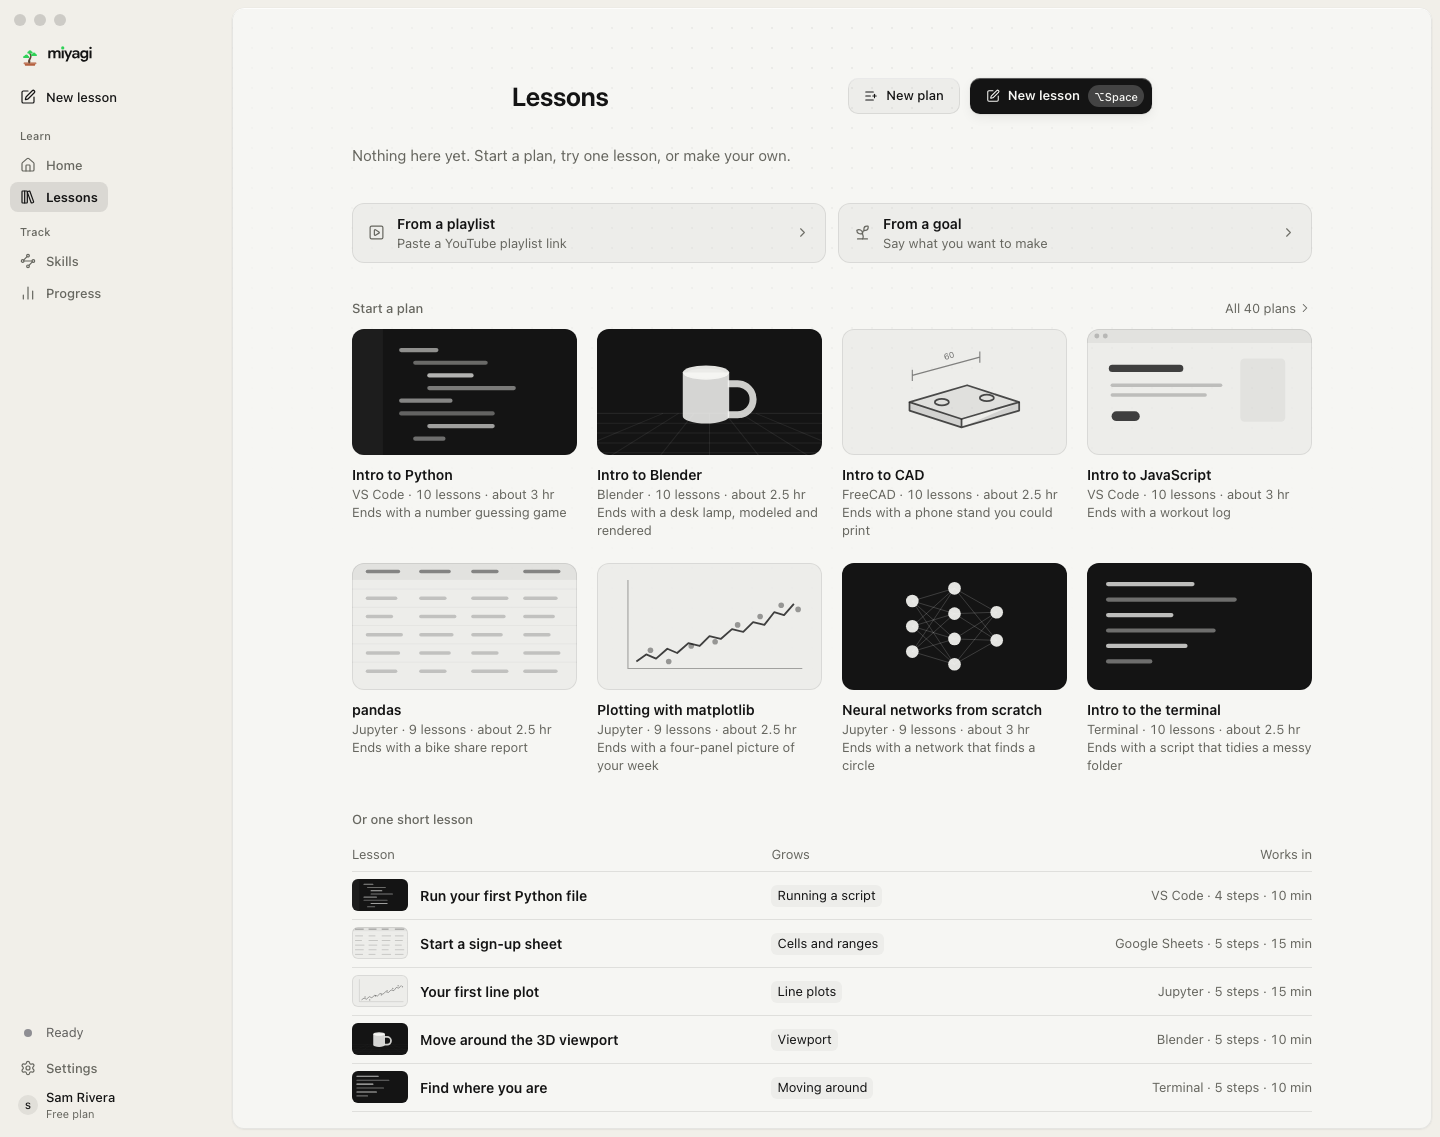 miyagi
New lesson
Learn
Home
Lessons
Track
Skills
Progress
Ready
Settings
S
Sam Rivera
Free plan
Lessons
New plan
New lesson ⌥Space
Nothing here yet. Start a plan, try one lesson, or make your own.
From a playlist
Paste a YouTube playlist link
From a goal
Say what you want to make
Start a plan
All 40 plans
60
Intro to Python
VS Code · 10 lessons · about 3 hr
Ends with a number guessing game
Intro to Blender
Blender · 10 lessons · about 2.5 hr
Ends with a desk lamp, modeled and
rendered
Intro to CAD
FreeCAD · 10 lessons · about 2.5 hr
Ends with a phone stand you could
print
Intro to JavaScript
VS Code · 10 lessons · about 3 hr
Ends with a workout log
pandas
Jupyter · 9 lessons · about 2.5 hr
Ends with a bike share report
Plotting with matplotlib
Jupyter · 9 lessons · about 2.5 hr
Ends with a four-panel picture of
your week
Neural networks from scratch
Jupyter · 9 lessons · about 3 hr
Ends with a network that finds a
circle
Intro to the terminal
Terminal · 10 lessons · about 2.5 hr
Ends with a script that tidies a messy
folder
Or one short lesson
Lesson Grows Works in
Run your first Python file Running a script VS Code · 4 steps · 10 min
Start a sign-up sheet Cells and ranges Google Sheets · 5 steps · 15 min
Your first line plot Line plots Jupyter · 5 steps · 15 min
Move around the 3D viewport Viewport Blender · 5 steps · 10 min
Find where you are Moving around Terminal · 5 steps · 10 min